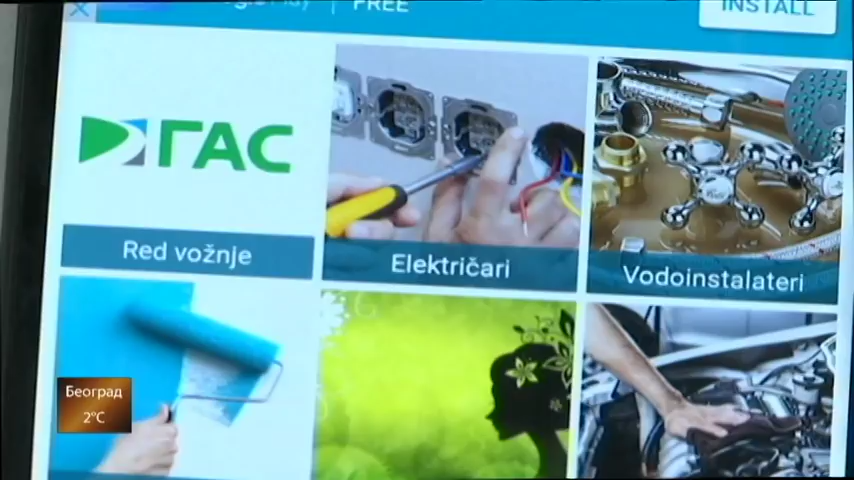 FREE
INSTALL
ГАС
Red vožnje
Električari
Vodoinstalateri
Београд
2°C